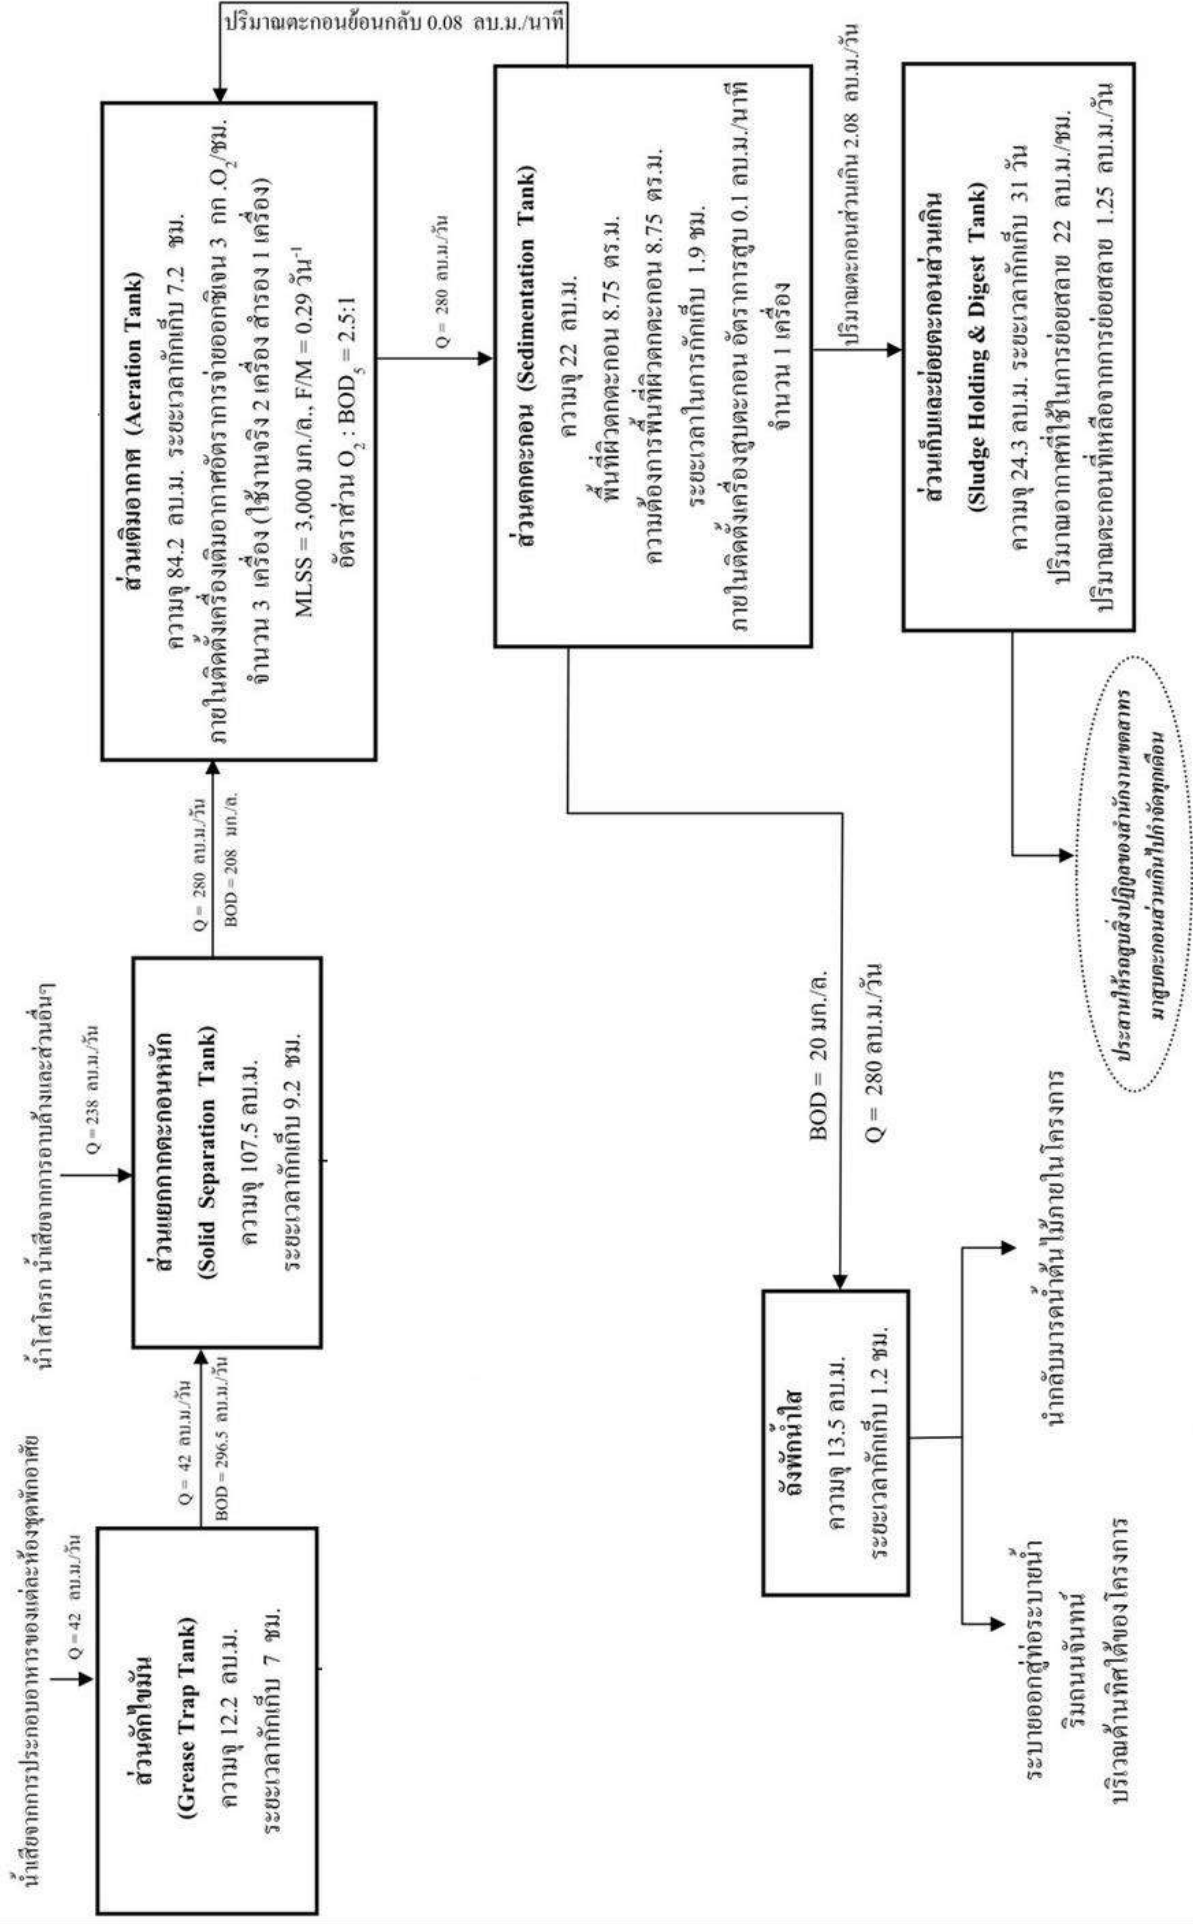 น้ำเสียจากการประกอบอาหารของแต่ละห้องชุดพักอาศัย
Q = 42 ลบ.ม./วัน
ส่วนดักไขมัน
(Grease Trap Tank)
ความจุ 12.2 ลบ.ม.
ระยะเวลากักเก็บ 7 ชม.
Q = 42 ลบ.ม./วัน
BOD = 296.5 ลบ.ม./วัน
น้ำโสโครก น้ำเสียจากการอาบล้างและส่วนอื่นๆ
Q = 238 ลบ.ม./วัน
ส่วนแยกกากตะกอนหนัก
(Solid Separation Tank)
ความจุ 107.5 ลบ.ม.
ระยะเวลากักเก็บ 9.2 ชม.
Q = 280 ลบ.ม./วัน
BOD = 208 มก./ล.
ส่วนเติมอากาศ (Aeration Tank)
ความจุ 84.2 ลบ.ม. ระยะเวลากักเก็บ 7.2 ชม.
ภายในติดตั้งเครื่องเติมอากาศอัตราการจ่ายออกซิเจน 3 กก .O2/ชม.
จำนวน 3 เครื่อง (ใช้งานจริง 2 เครื่อง สำรอง 1 เครื่อง)
MLSS = 3,000 มก./ล., F/M = 0.29 วัน-1
อัตราส่วน O2 : BOD5 = 2.5:1
ปริมาณตะกอนย้อนกลับ 0.08 ลบ.ม./นาที
Q = 280 ลบ.ม./วัน
ส่วนตกตะกอน (Sedimentation Tank)
ความจุ 22 ลบ.ม.
พื้นที่ผิวตกตะกอน 8.75 ตร.ม.
ความต้องการพื้นที่ผิวตกตะกอน 8.75 ตร.ม.
ระยะเวลาในการกักเก็บ 1.9 ชม.
ภายในติดตั้งเครื่องสูบตะกอน อัตราการสูบ 0.1 ลบ.ม./นาที
จำนวน 1 เครื่อง
ปริมาณตะกอนส่วนเกิน 2.08 ลบ.ม./วัน
ส่วนเก็บและย่อยตะกอนส่วนเกิน
(Sludge Holding & Digest Tank)
ความจุ 24.3 ลบ.ม. ระยะเวลากักเก็บ 31 วัน
ปริมาณอากาศที่ใช้ในการย่อยสลาย 22 ลบ.ม./ชม.
ปริมาณตะกอนที่เหลือจากการย่อยสลาย 1.25 ลบ.ม./วัน
ประสานให้รถสูบสิ่งปฏิกูลของสำนักงานเขตสาทร
มาสูบตะกอนส่วนเกินไปกำจัดทุกเดือน
BOD = 20 มก./ล.
Q = 280 ลบ.ม./วัน
ถังพักน้ำใส
ความจุ 13.5 ลบ.ม.
ระยะเวลากักเก็บ 1.2 ชม.
ระบายออกสู่ท่อระบายน้ำ
ริมถนนจันทน์
บริเวณด้านทิศใต้ของโครงการ
นำกลับมารดน้ำต้นไม้ภายในโครงการ